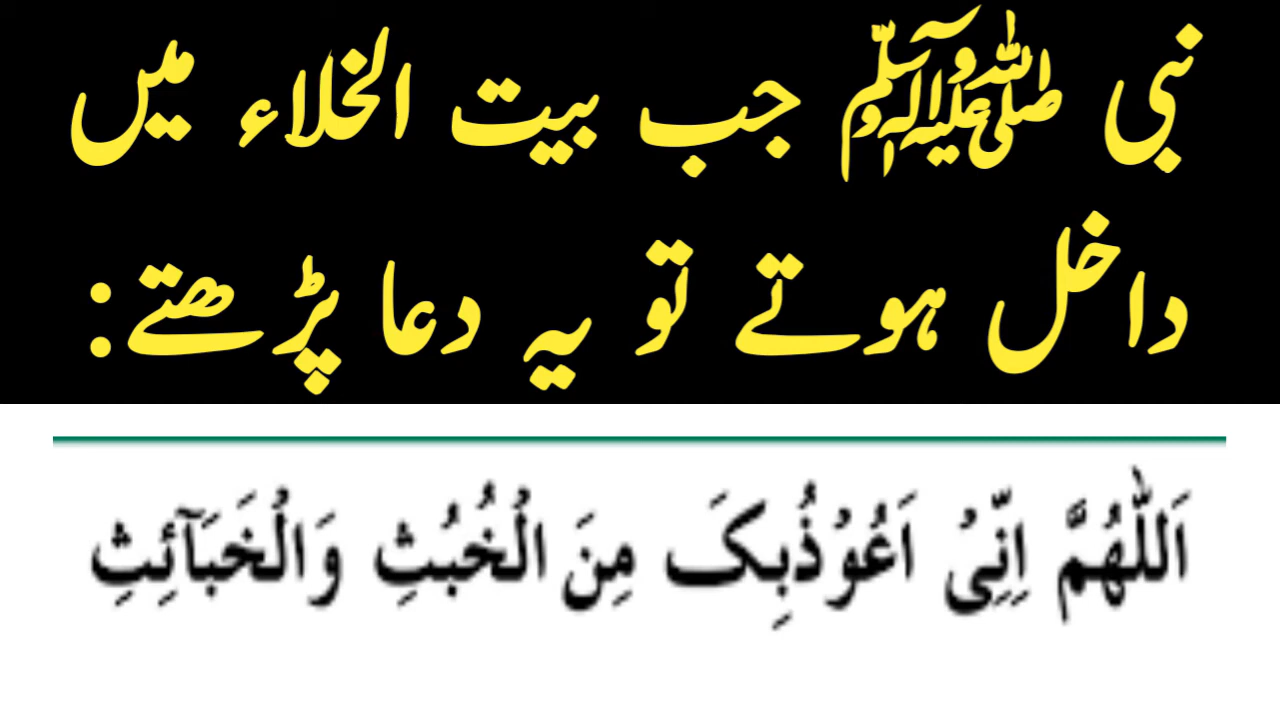 نبی ﷺ جب بیت الخلاء میں
داخل ہوتے تو یہ دعا پڑھتے:
اَللّٰهُمَّ اِنِّیْ اَعُوْذُبِکَ مِنَ الْخُبُثِ وَالْخَبَآئِثِ